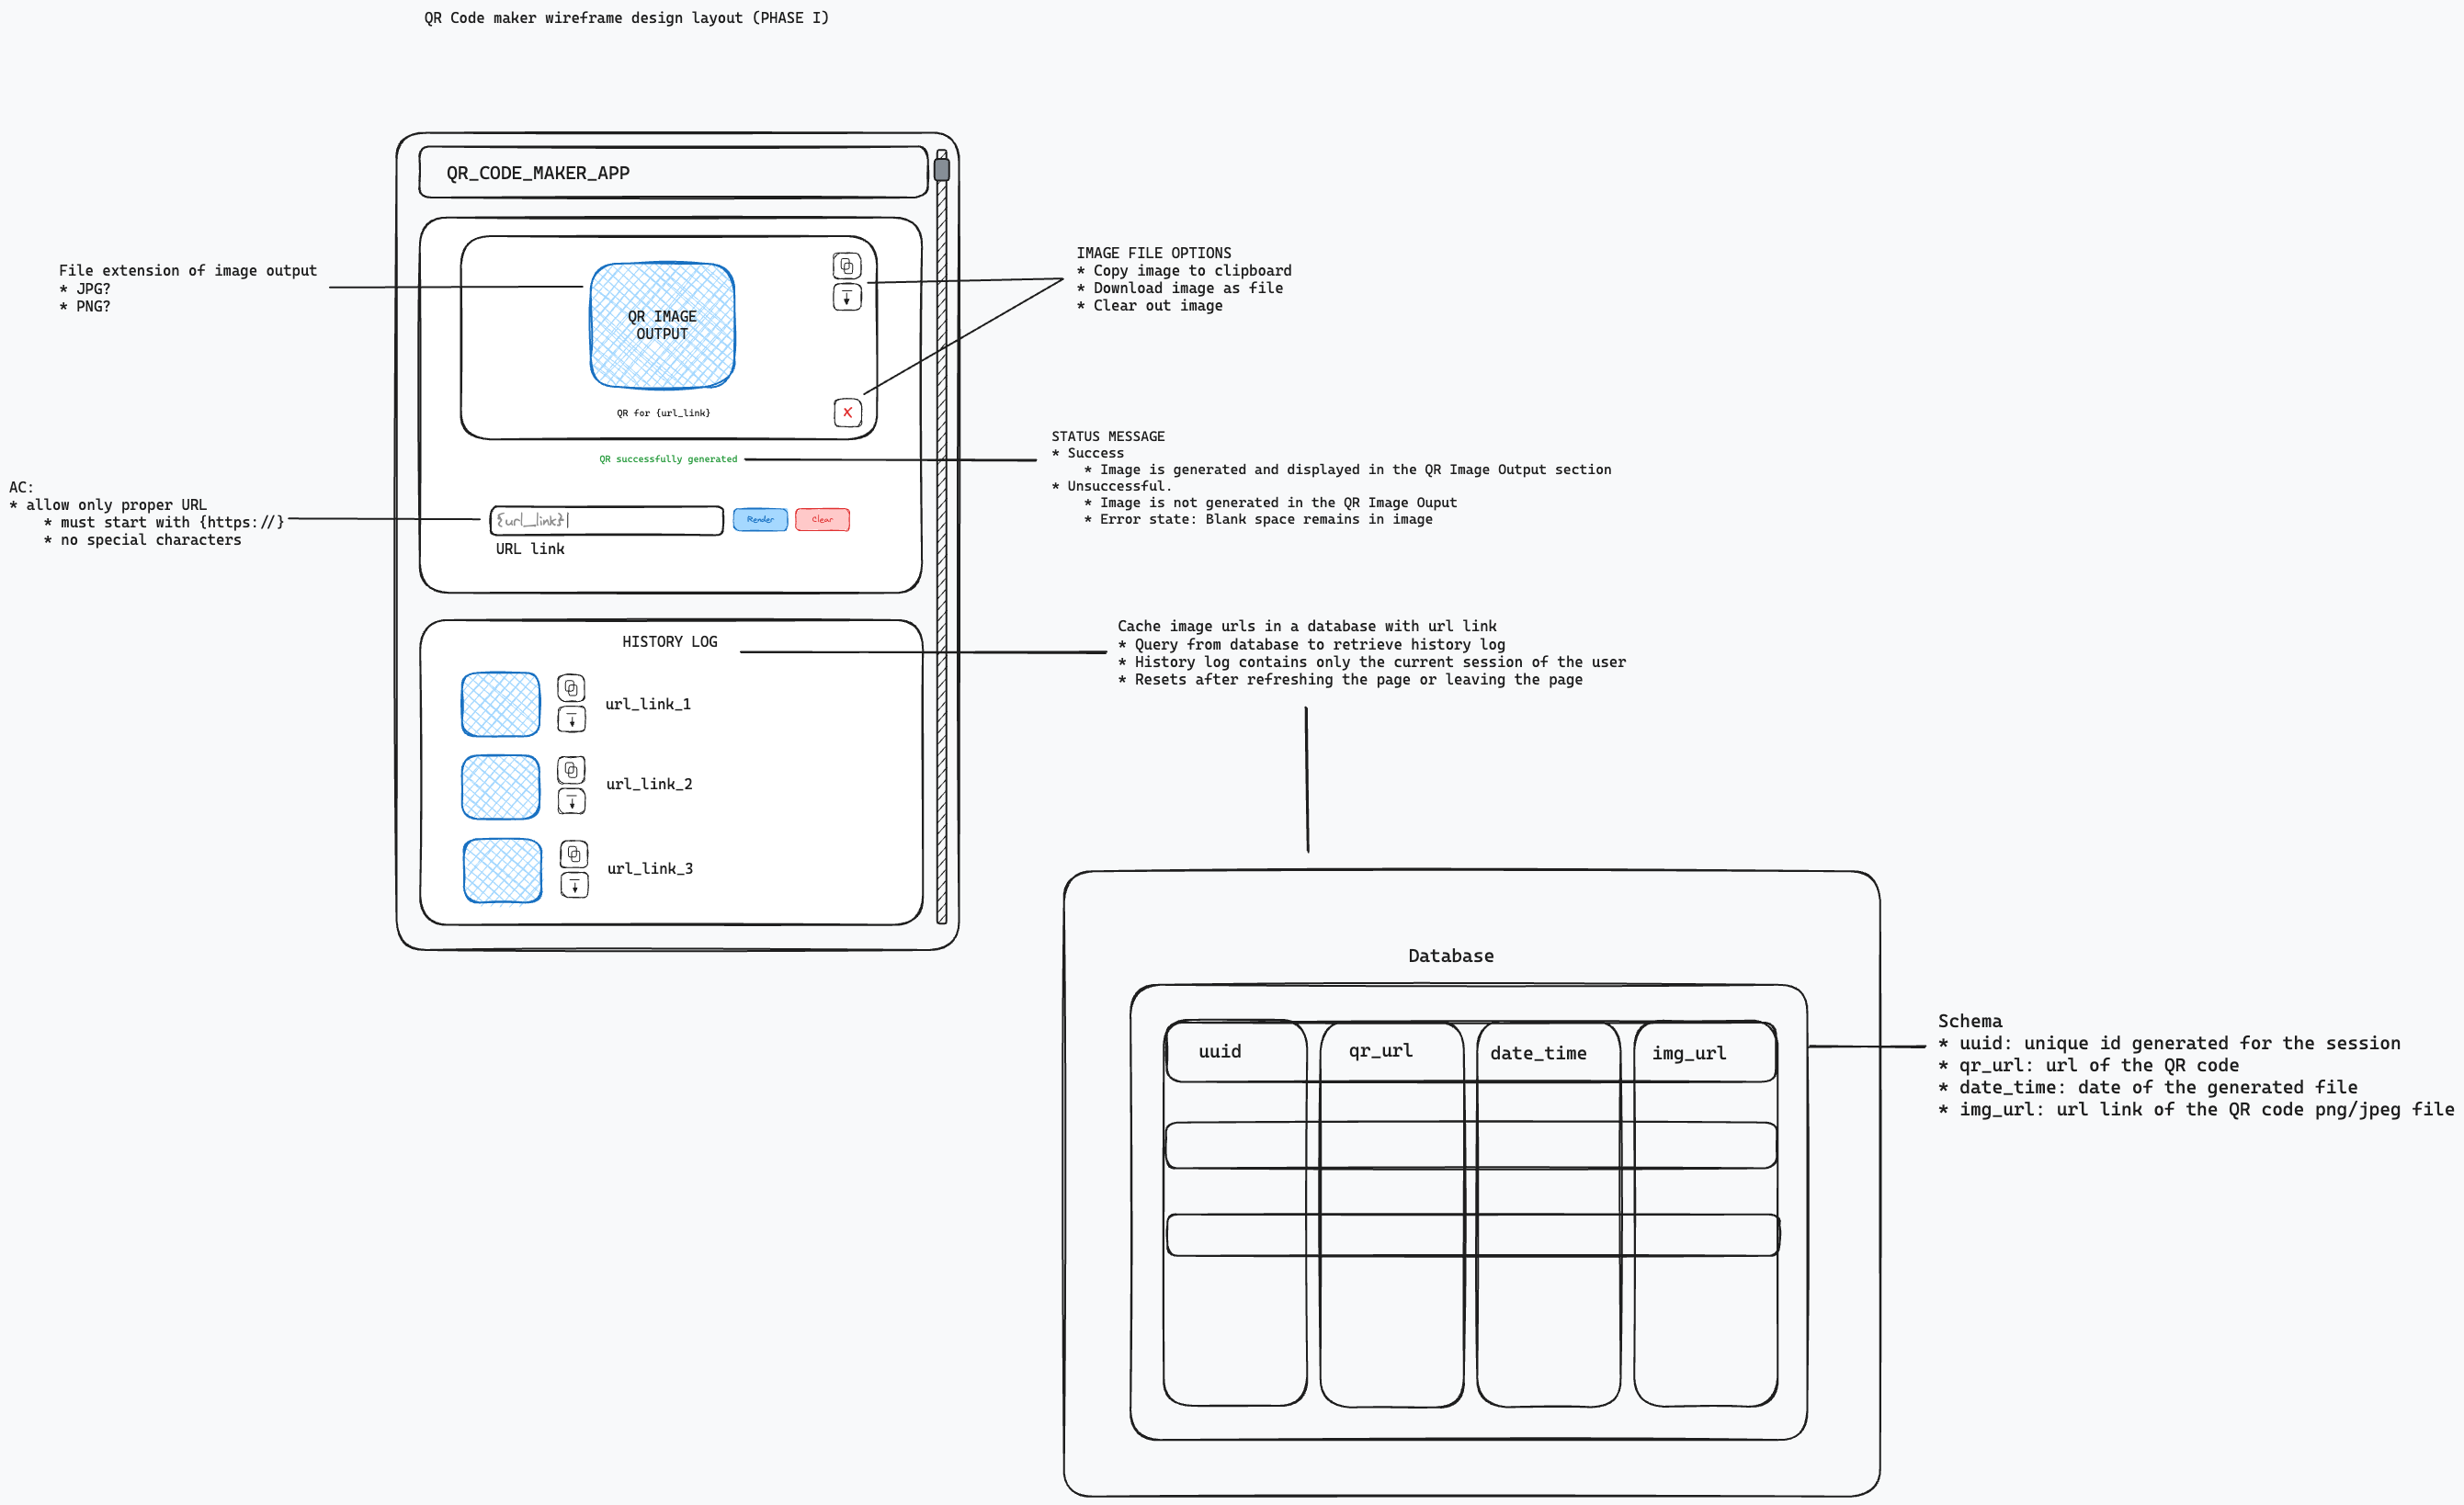 QR Code maker wireframe design layout (PHASE I)
QR_CODE_MAKER_APP
File extension of image output
* JPG?
* PNG?
QR IMAGE
OUTPUT
QR for {url_link}
X
IMAGE FILE OPTIONS
* Copy image to clipboard
* Download image as file
* Clear out image
QR successfully generated
STATUS MESSAGE
* Success
* Image is generated and displayed in the QR Image Output section
* Unsuccessful.
* Image is not generated in the QR Image Ouput
* Error state: Blank space remains in image
AC:
* allow only proper URL
* must start with {https://}
* no special characters
{url_link}|
Render
Clear
URL link
HISTORY LOG
url_link_1
url_link_2
url_link_3
Cache image urls in a database with url link
* Query from database to retrieve history log
* History log contains only the current session of the user
* Resets after refreshing the page or leaving the page
Database
uuid
qr_url
date_time
img_url
Schema
* uuid: unique id generated for the session
* qr_url: url of the QR code
* date_time: date of the generated file
* img_url: url link of the QR code png/jpeg file